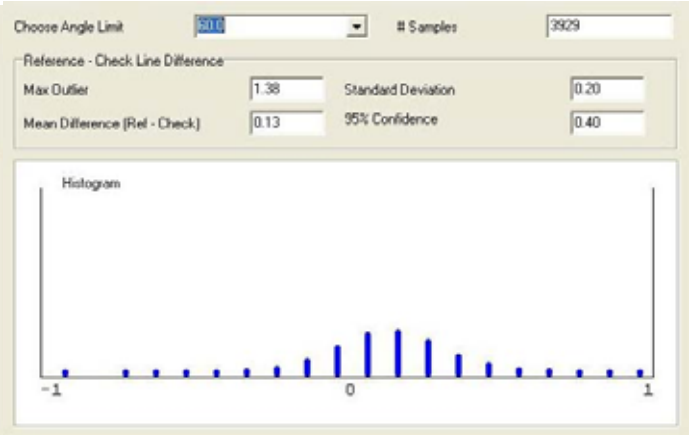 Choose Angle Limit 60.0 # Samples 3929
Reference - Check Line Difference
Max Outlier 1.38 Standard Deviation 0.20
Mean Difference (Ref - Check) 0.13 95% Confidence 0.40
Histogram
-1 0 1